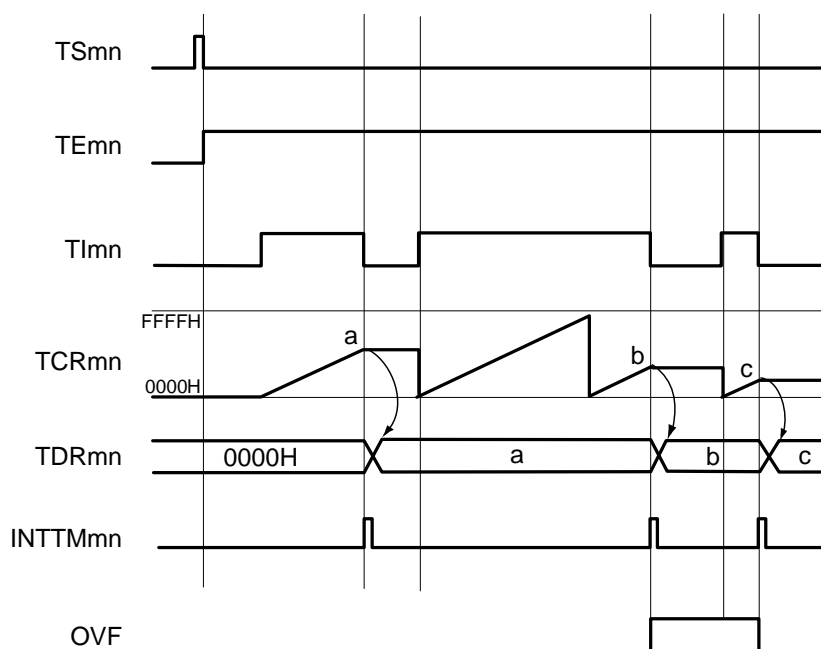 TSmn
TEmn
TImn
FFFFH
a
b
c
TCRmn
0000H
TDRmn
0000H
a
b
c
INTTMmn
OVF